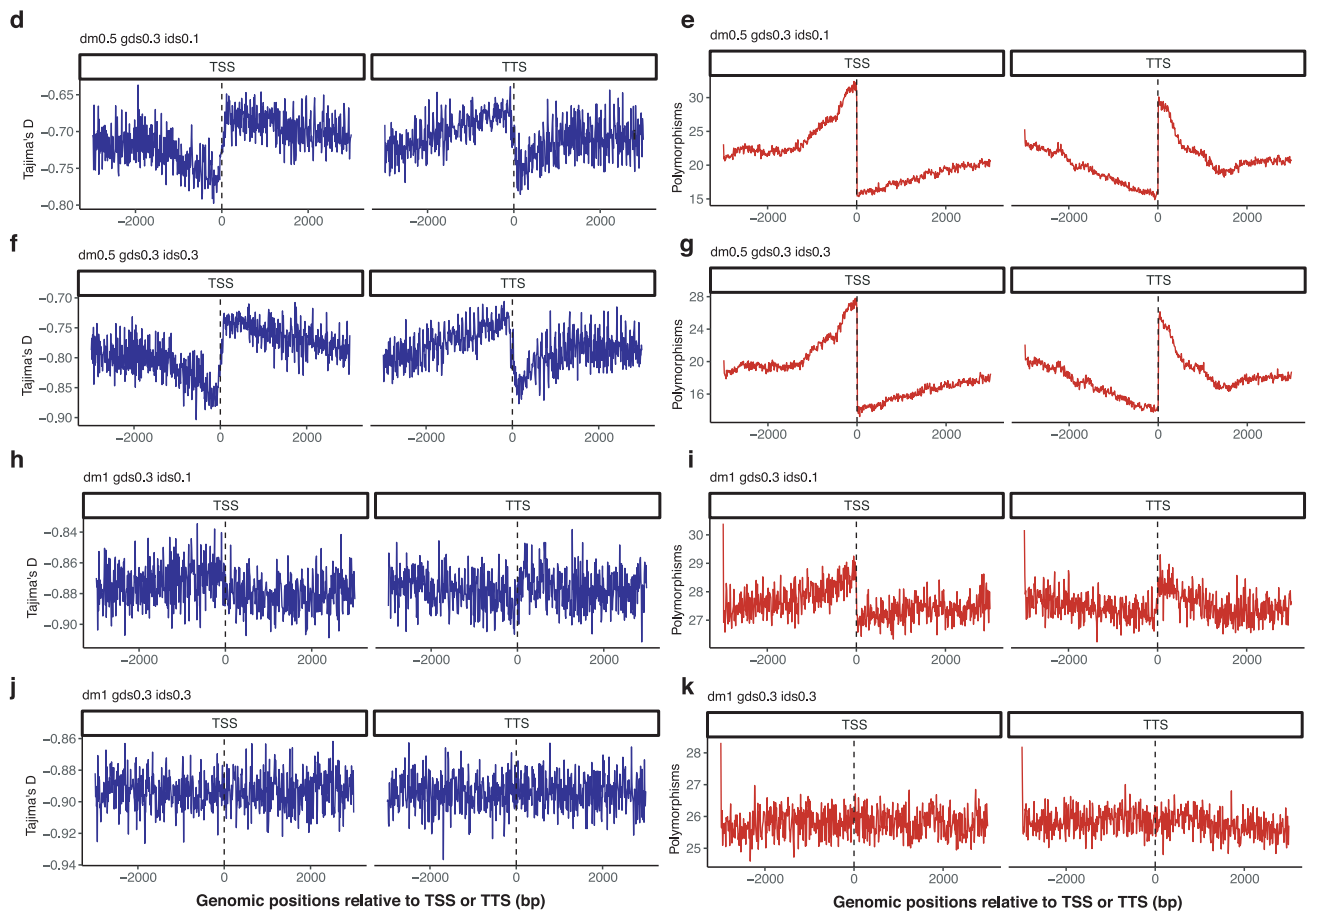 d
dm0.5 gds0.3 ids0.1
TSS
TTS
Tajima's D
−0.65
−0.70
−0.75
−0.80
−2000 0 2000
−2000 0 2000
e
dm0.5 gds0.3 ids0.1
TSS
TTS
Polymorphisms
30
25
20
15
−2000 0 2000
−2000 0 2000
f
dm0.5 gds0.3 ids0.3
TSS
TTS
Tajima's D
−0.70
−0.75
−0.80
−0.85
−0.90
−2000 0 2000
−2000 0 2000
g
dm0.5 gds0.3 ids0.3
TSS
TTS
Polymorphisms
28
24
20
16
−2000 0 2000
−2000 0 2000
h
dm1 gds0.3 ids0.1
TSS
TTS
Tajima's D
−0.84
−0.86
−0.88
−0.90
−2000 0 2000
−2000 0 2000
i
dm1 gds0.3 ids0.1
TSS
TTS
Polymorphisms
30
29
28
27
−2000 0 2000
−2000 0 2000
j
dm1 gds0.3 ids0.3
TSS
TTS
Tajima's D
−0.86
−0.88
−0.90
−0.92
−0.94
−2000 0 2000
−2000 0 2000
Genomic positions relative to TSS or TTS (bp)
k
dm1 gds0.3 ids0.3
TSS
TTS
Polymorphisms
28
27
26
25
−2000 0 2000
−2000 0 2000
Genomic positions relative to TSS or TTS (bp)